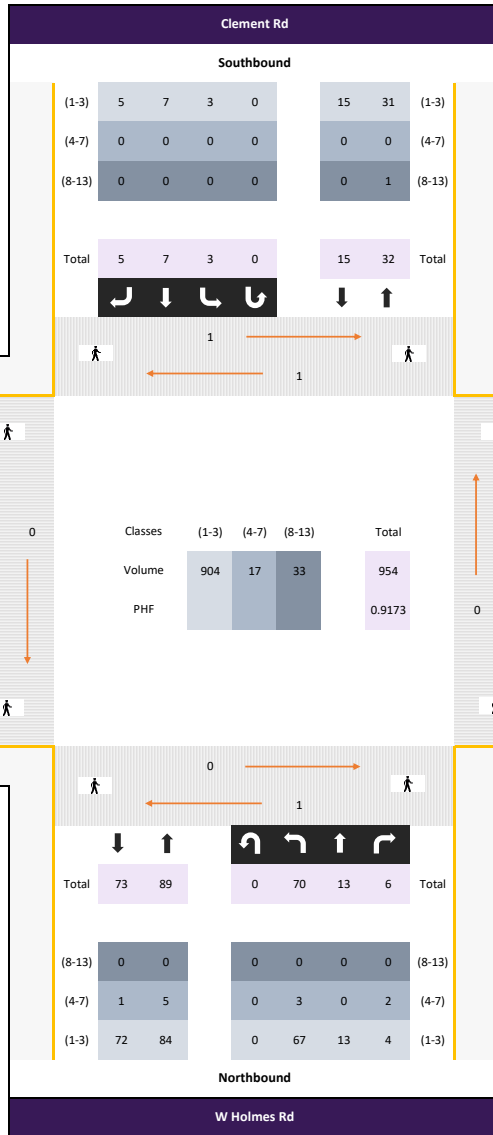 Clement Rd
Southbound
(1-3) 5 7 3 0 15 31 (1-3)
(4-7) 0 0 0 0 0 0 (4-7)
(8-13) 0 0 0 0 0 1 (8-13)
Total 5 7 3 0 15 32 Total
1
1
0
Classes (1-3) (4-7) (8-13) Total
Volume 904 17 33 954
PHF 0.9173
0
0
1
Total 73 89 0 70 13 6 Total
(8-13) 0 0 0 0 0 0 (8-13)
(4-7) 1 5 0 3 0 2 (4-7)
(1-3) 72 84 0 67 13 4 (1-3)
Northbound
W Holmes Rd